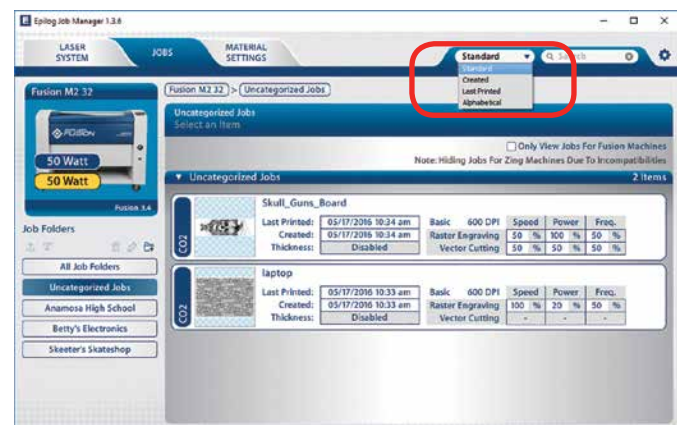 Epilog Job Manager 1.3.6
LASER SYSTEM
JOBS
MATERIAL SETTINGS
Standard
Search
Standard
Created
Last Printed
Alphabetical
Fusion M2 32
FUSION
50 Watt
50 Watt
Fusion 3.4
Job Folders
All Job Folders
Uncategorized Jobs
Anamosa High School
Betty's Electronics
Skeeter's Skateshop
Fusion M2 32 > Uncategorized Jobs
Uncategorized Jobs
Select an Item
Only View Jobs For Fusion Machines
Note: Hiding Jobs For Zing Machines Due To Incompatibilities
Uncategorized Jobs 2 Items
CO2
Skull_Guns_Board
Last Printed: 05/17/2016 10:34 am Basic 600 DPI Speed Power Freq.
Created: 05/17/2016 10:34 am Raster Engraving 50 % 100 % 50 %
Thickness: Disabled Vector Cutting 50 % 50 % 50 %
CO2
laptop
Last Printed: 05/17/2016 10:33 am Basic 600 DPI Speed Power Freq.
Created: 05/17/2016 10:33 am Raster Engraving 100 % 20 % 50 %
Thickness: Disabled Vector Cutting - - -